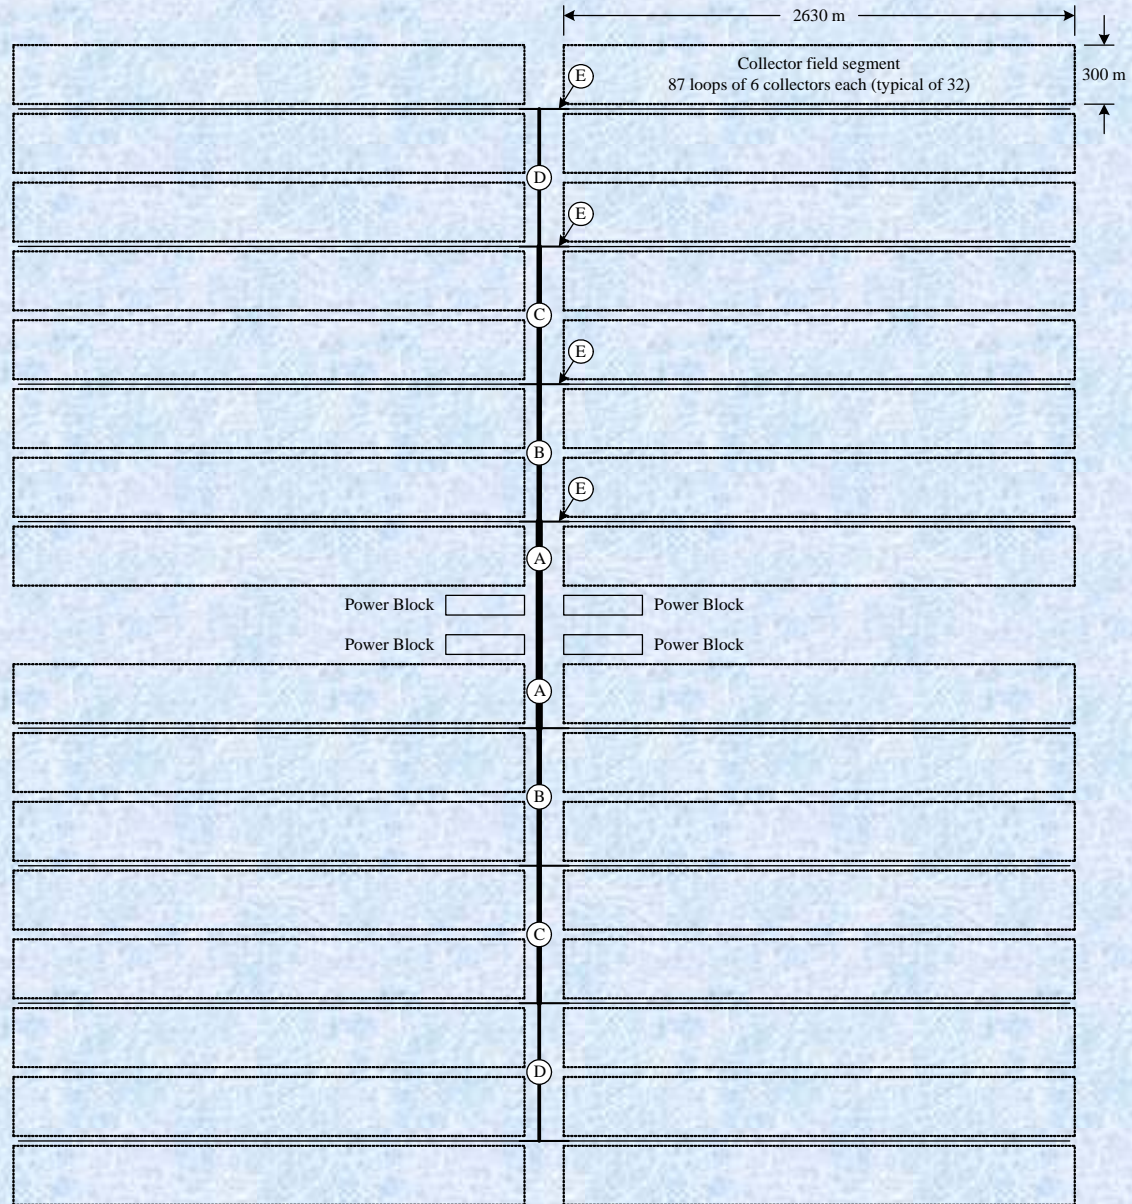 2630 m
Collector field segment
87 loops of 6 collectors each (typical of 32)
300 m
E
D
E
C
E
B
E
A
Power Block
Power Block
Power Block
Power Block
A
B
C
D